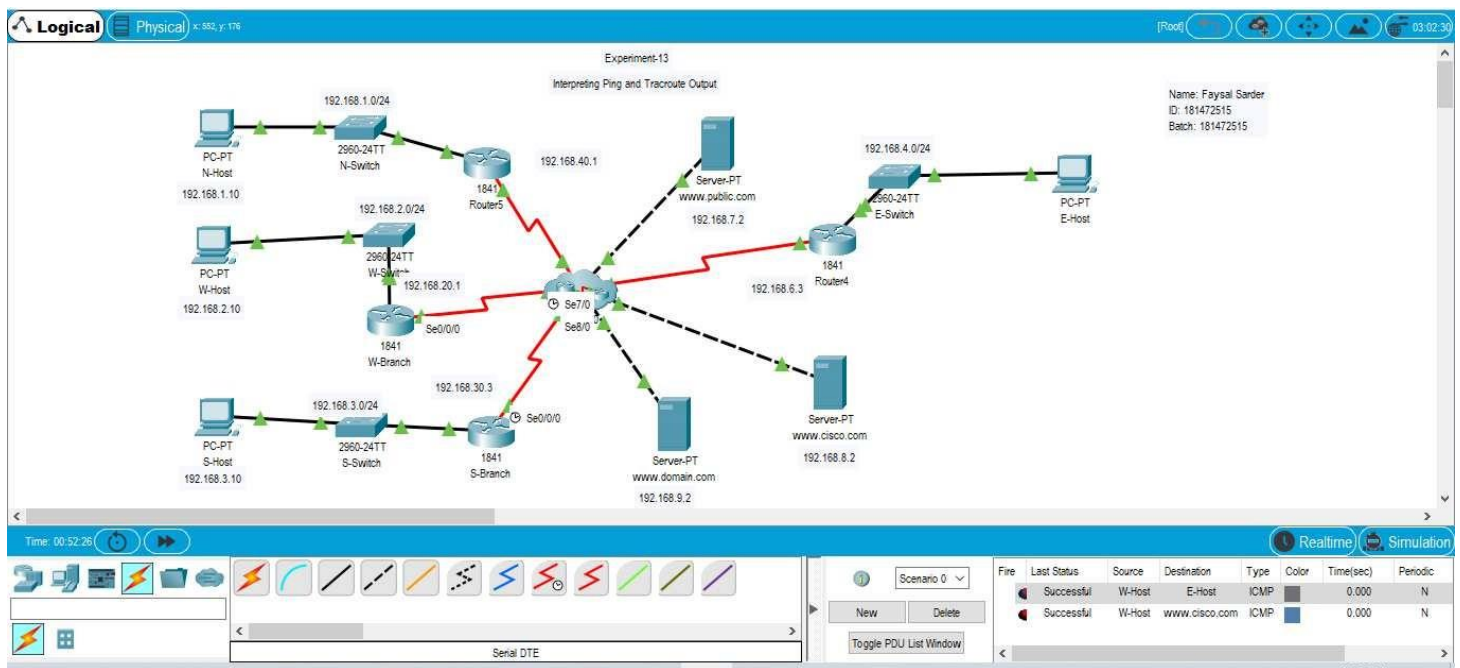 Logical
Physical
x: 552, y: 176
[Root]
03:02:30
Experiment-13
Interpreting Ping and Tracroute Output
Name: Faysal Sarder
ID: 181472515
Batch: 181472515
192.168.1.0/24
PC-PT
N-Host
192.168.1.10
2960-24TT
N-Switch
1841
Router5
192.168.40.1
Server-PT
www.public.com
192.168.7.2
192.168.4.0/24
2960-24TT
E-Switch
PC-PT
E-Host
1841
Router4
192.168.6.3
192.168.2.0/24
PC-PT
W-Host
192.168.2.10
2960-24TT
W-Switch
192.168.20.1
Se0/0/0
1841
W-Branch
Se7/0
Se8/0
192.168.30.3
Se0/0/0
192.168.3.0/24
PC-PT
S-Host
192.168.3.10
2960-24TT
S-Switch
1841
S-Branch
Server-PT
www.domain.com
192.168.9.2
Server-PT
www.cisco.com
192.168.8.2
Time: 00:52:26
Realtime
Simulation
Serial DTE
Scenario 0
New
Delete
Toggle PDU List Window
Fire Last Status Source Destination Type Color Time(sec) Periodic
Successful W-Host E-Host ICMP 0.000 N
Successful W-Host www.cisco.com ICMP 0.000 N